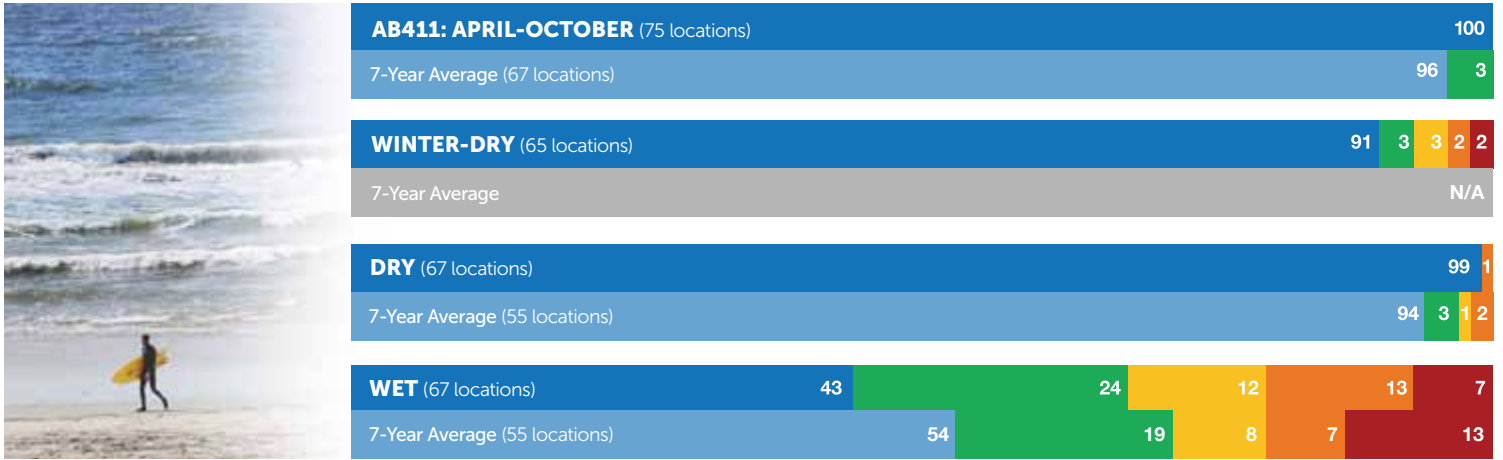 AB411: APRIL-OCTOBER (75 locations) 100
7-Year Average (67 locations) 96 3
WINTER-DRY (65 locations) 91 3 3 2 2
7-Year Average N/A
DRY (67 locations) 99 1
7-Year Average (55 locations) 94 3 1 2
WET (67 locations) 43 24 12 13 7
7-Year Average (55 locations) 54 19 8 7 13